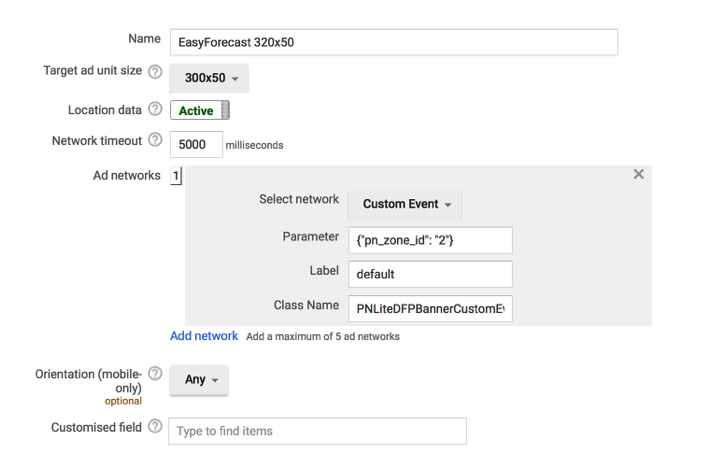 Name EasyForecast 320x50
Target ad unit size ? 300x50
Location data ? Active
Network timeout ? 5000 milliseconds
Ad networks 1
Select network Custom Event
Parameter {"pn_zone_id": "2"}
Label default
Class Name PNLiteDFPBannerCustomE
Add network Add a maximum of 5 ad networks
Orientation (mobile- ? Any
only)
optional
Customised field ? Type to find items